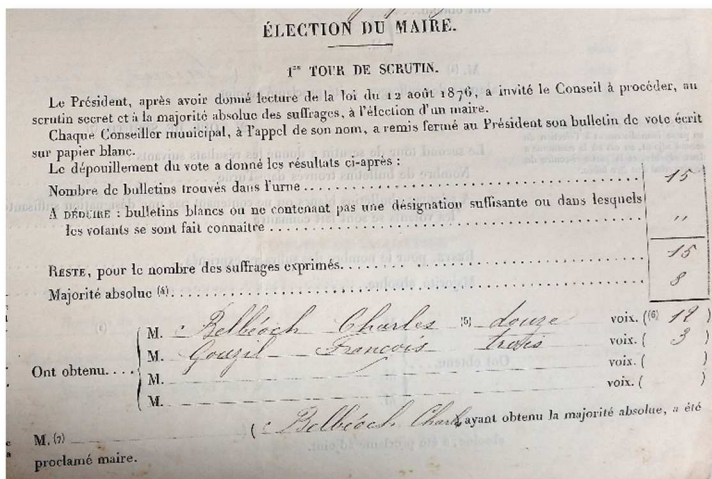 ÉLECTION DU MAIRE.
1ER TOUR DE SCRUTIN.
Le Président, après avoir donné lecture de la loi du 12 août 1876, a invité le Conseil à procéder, au
scrutin secret et à la majorité absolue des suffrages, à l'élection d'un maire.
Chaque Conseiller municipal, à l'appel de son nom, a remis fermé au Président son bulletin de vote écrit
sur papier blanc.
Le dépouillement du vote a donné les résultats ci-après :
Nombre de bulletins trouvés dans l'urne 15
A DÉDUIRE : bulletins blancs ou ne contenant pas une désignation suffisante ou dans lesquels
les votants se sont fait connaître "
RESTE, pour le nombre des suffrages exprimés 15
Majorité absolue (4) 8
M. Belbéoch Charles (5) douze voix. ((6) 12 )
M. Gouzil François trois voix. ( 3 )
Ont obtenu....
M. voix. ( )
M. voix. ( )
M. (7) Belbéoch Charles ayant obtenu la majorité absolue, a été
proclamé maire.